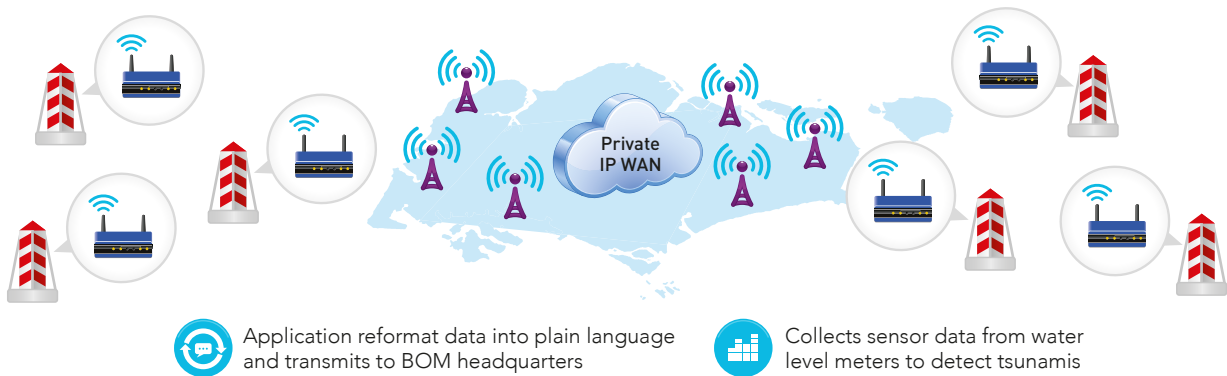 Private
IP WAN
Application reformat data into plain language
and transmits to BOM headquarters
Collects sensor data from water
level meters to detect tsunamis